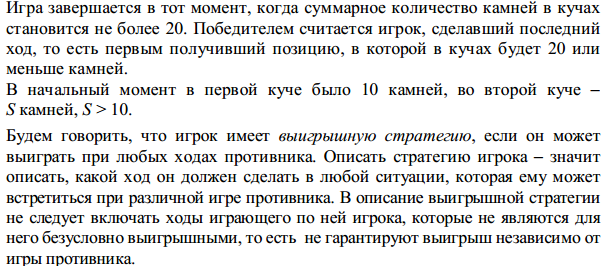 Игра завершается в тот момент, когда суммарное количество камней в кучах
становится не более 20. Победителем считается игрок, сделавший последний
ход, то есть первым получивший позицию, в которой в кучах будет 20 или
меньше камней.
В начальный момент в первой куче было 10 камней, во второй куче –
S камней, S > 10.
Будем говорить, что игрок имеет выигрышную стратегию, если он может
выиграть при любых ходах противника. Описать стратегию игрока – значит
описать, какой ход он должен сделать в любой ситуации, которая ему может
встретиться при различной игре противника. В описание выигрышной стратегии
не следует включать ходы играющего по ней игрока, которые не являются для
него безусловно выигрышными, то есть не гарантируют выигрыш независимо от
игры противника.